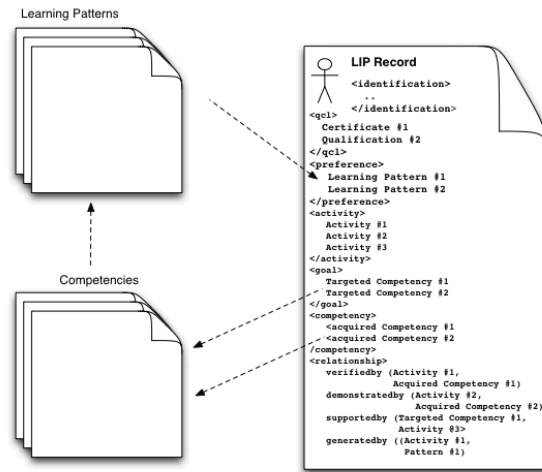 Learning Patterns
Competencies
LIP Record
<identification>
..
</identification>
<qcl>
Certificate #1
Qualification #2
</qcl>
<preference>
Learning Pattern #1
Learning Pattern #2
</preference>
<activity>
Activity #1
Activity #2
Activity #3
</activity>
<goal>
Targeted Competency #1
Targeted Competency #2
</goal>
<competency>
<acquired Competency #1
<acquired Competency #2
/competency>
<relationship>
verifiedby (Activity #1,
Acquired Competency #1)
demonstratedby (Activity #2,
Acquired Competency #2)
supportedby (Targeted Competency #1,
Activity #3>
generatedby ((Activity #1,
Pattern #1)